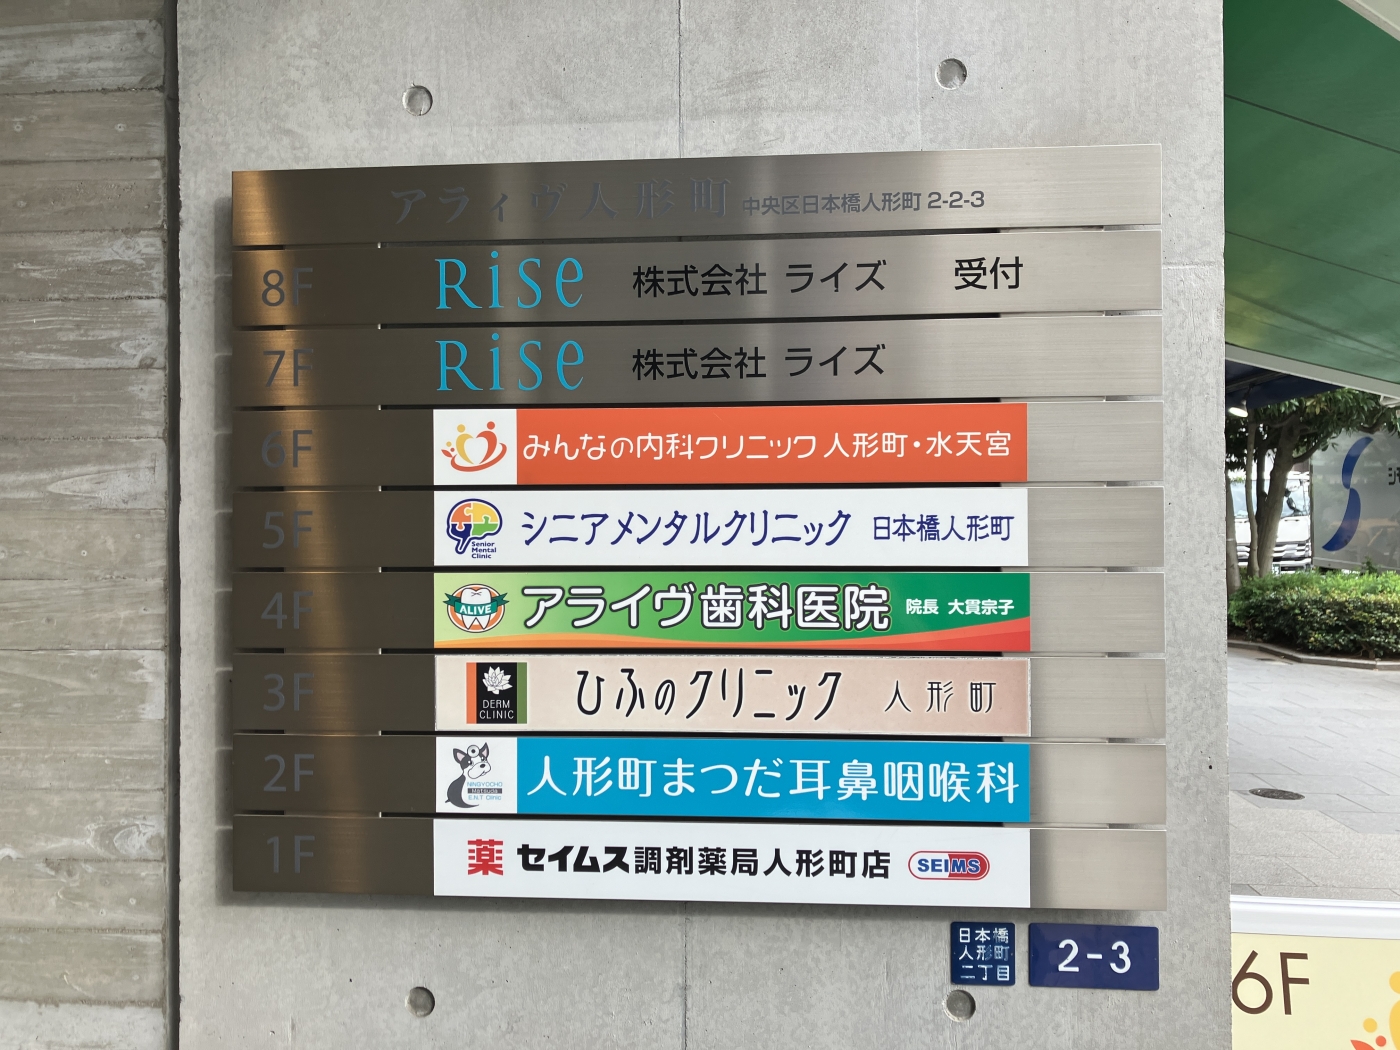 アラィヴ人形町 中央区日本橋人形町 2-2-3
8F Rise 株式会社 ライズ 受付
7F Rise 株式会社 ライズ
6F みんなの内科クリニック 人形町・水天宮
5F Senior Mental Clinic シニアメンタルクリニック 日本橋人形町
4F ALIVE アライヴ歯科医院 院長 大貫宗子
3F DERM CLINIC ひふのクリニック 人形町
2F NINGYOCHO Matsuda E.N.T Clinic 人形町まつだ耳鼻咽喉科
1F 薬 セイムス調剤薬局人形町店 SEIMS
日本橋
人形町
二丁目
2-3
6F